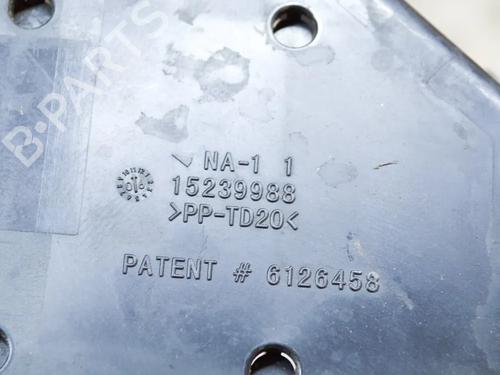 B-PARTS
NA-1 1
15239988
>PP-TD20<
PATENT # 6126458